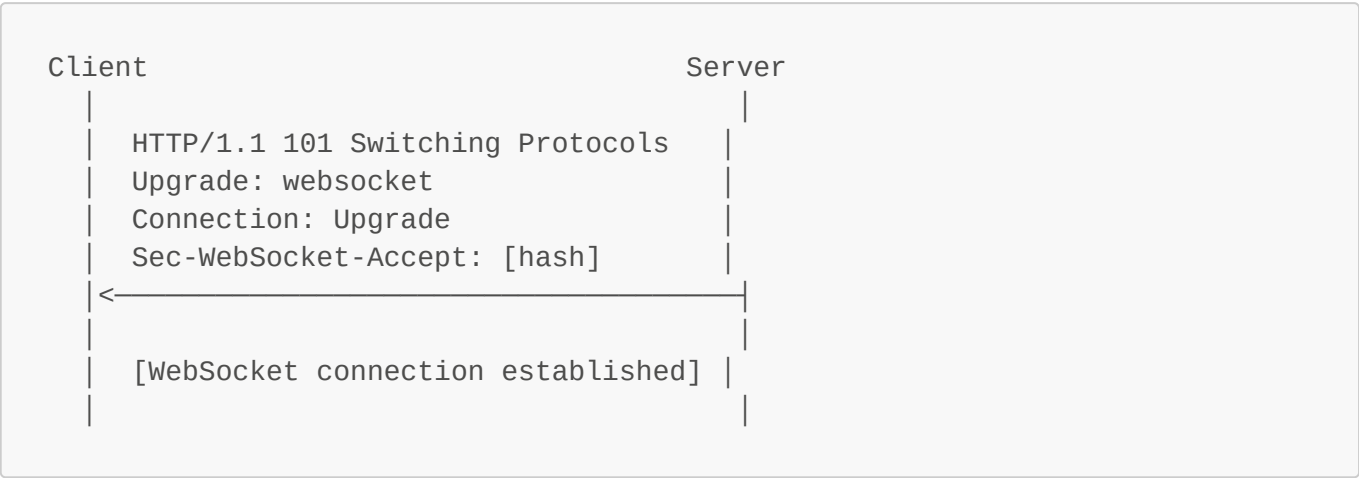 Client Server
HTTP/1.1 101 Switching Protocols
Upgrade: websocket
Connection: Upgrade
Sec-WebSocket-Accept: [hash]
[WebSocket connection established]